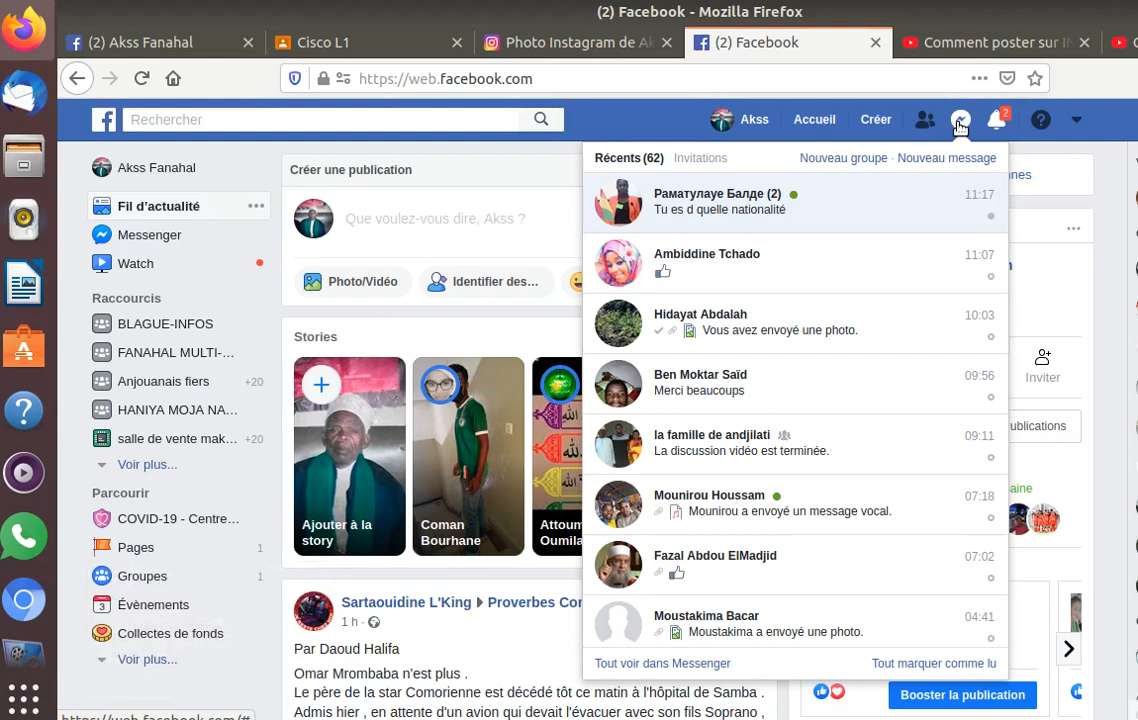 (2) Facebook - Mozilla Firefox
(2) Akss Fanahal
Cisco L1
Photo Instagram de Ak
(2) Facebook
Comment poster sur IN
https://web.facebook.com
Rechercher
Akss
Accueil
Créer
2
Akss Fanahal
Fil d'actualité
Messenger
Watch
Raccourcis
BLAGUE-INFOS
FANAHAL MULTI-...
Anjouanais fiers +20
HANIYA MOJA NA...
salle de vente mak... +20
Voir plus...
Parcourir
COVID-19 - Centre...
Pages 1
Groupes 1
Évènements
Collectes de fonds
Voir plus...
https://web.facebook.com/#
Créer une publication
Que voulez-vous dire, Akss ?
Photo/Vidéo
Identifier des...
Stories
Ajouter à la
story
Coman
Bourhane
Attoum
Oumila
Sartaouidine L'King
Proverbes Con
1 h
Par Daoud Halifa
Omar Mrombaba n'est plus .
Le père de la star Comorienne est décédé tôt ce matin à l'hôpital de Samba .
Admis hier , en attente d'un avion qui devait l'évacuer avec son fils Soprano ,
Récents (62)
Invitations
Nouveau groupe · Nouveau message
Раматулауе Балде (2) 11:17
Tu es d quelle nationalité
Ambiddine Tchado 11:07
Hidayat Abdalah 10:03
Vous avez envoyé une photo.
Ben Moktar Saïd 09:56
Merci beaucoups
la famille de andjilati 09:11
La discussion vidéo est terminée.
Mounirou Houssam 07:18
Mounirou a envoyé un message vocal.
Fazal Abdou ElMadjid 07:02
Moustakima Bacar 04:41
Moustakima a envoyé une photo.
Tout voir dans Messenger
Tout marquer comme lu
nnes
Inviter
ublications
aine
Booster la publication